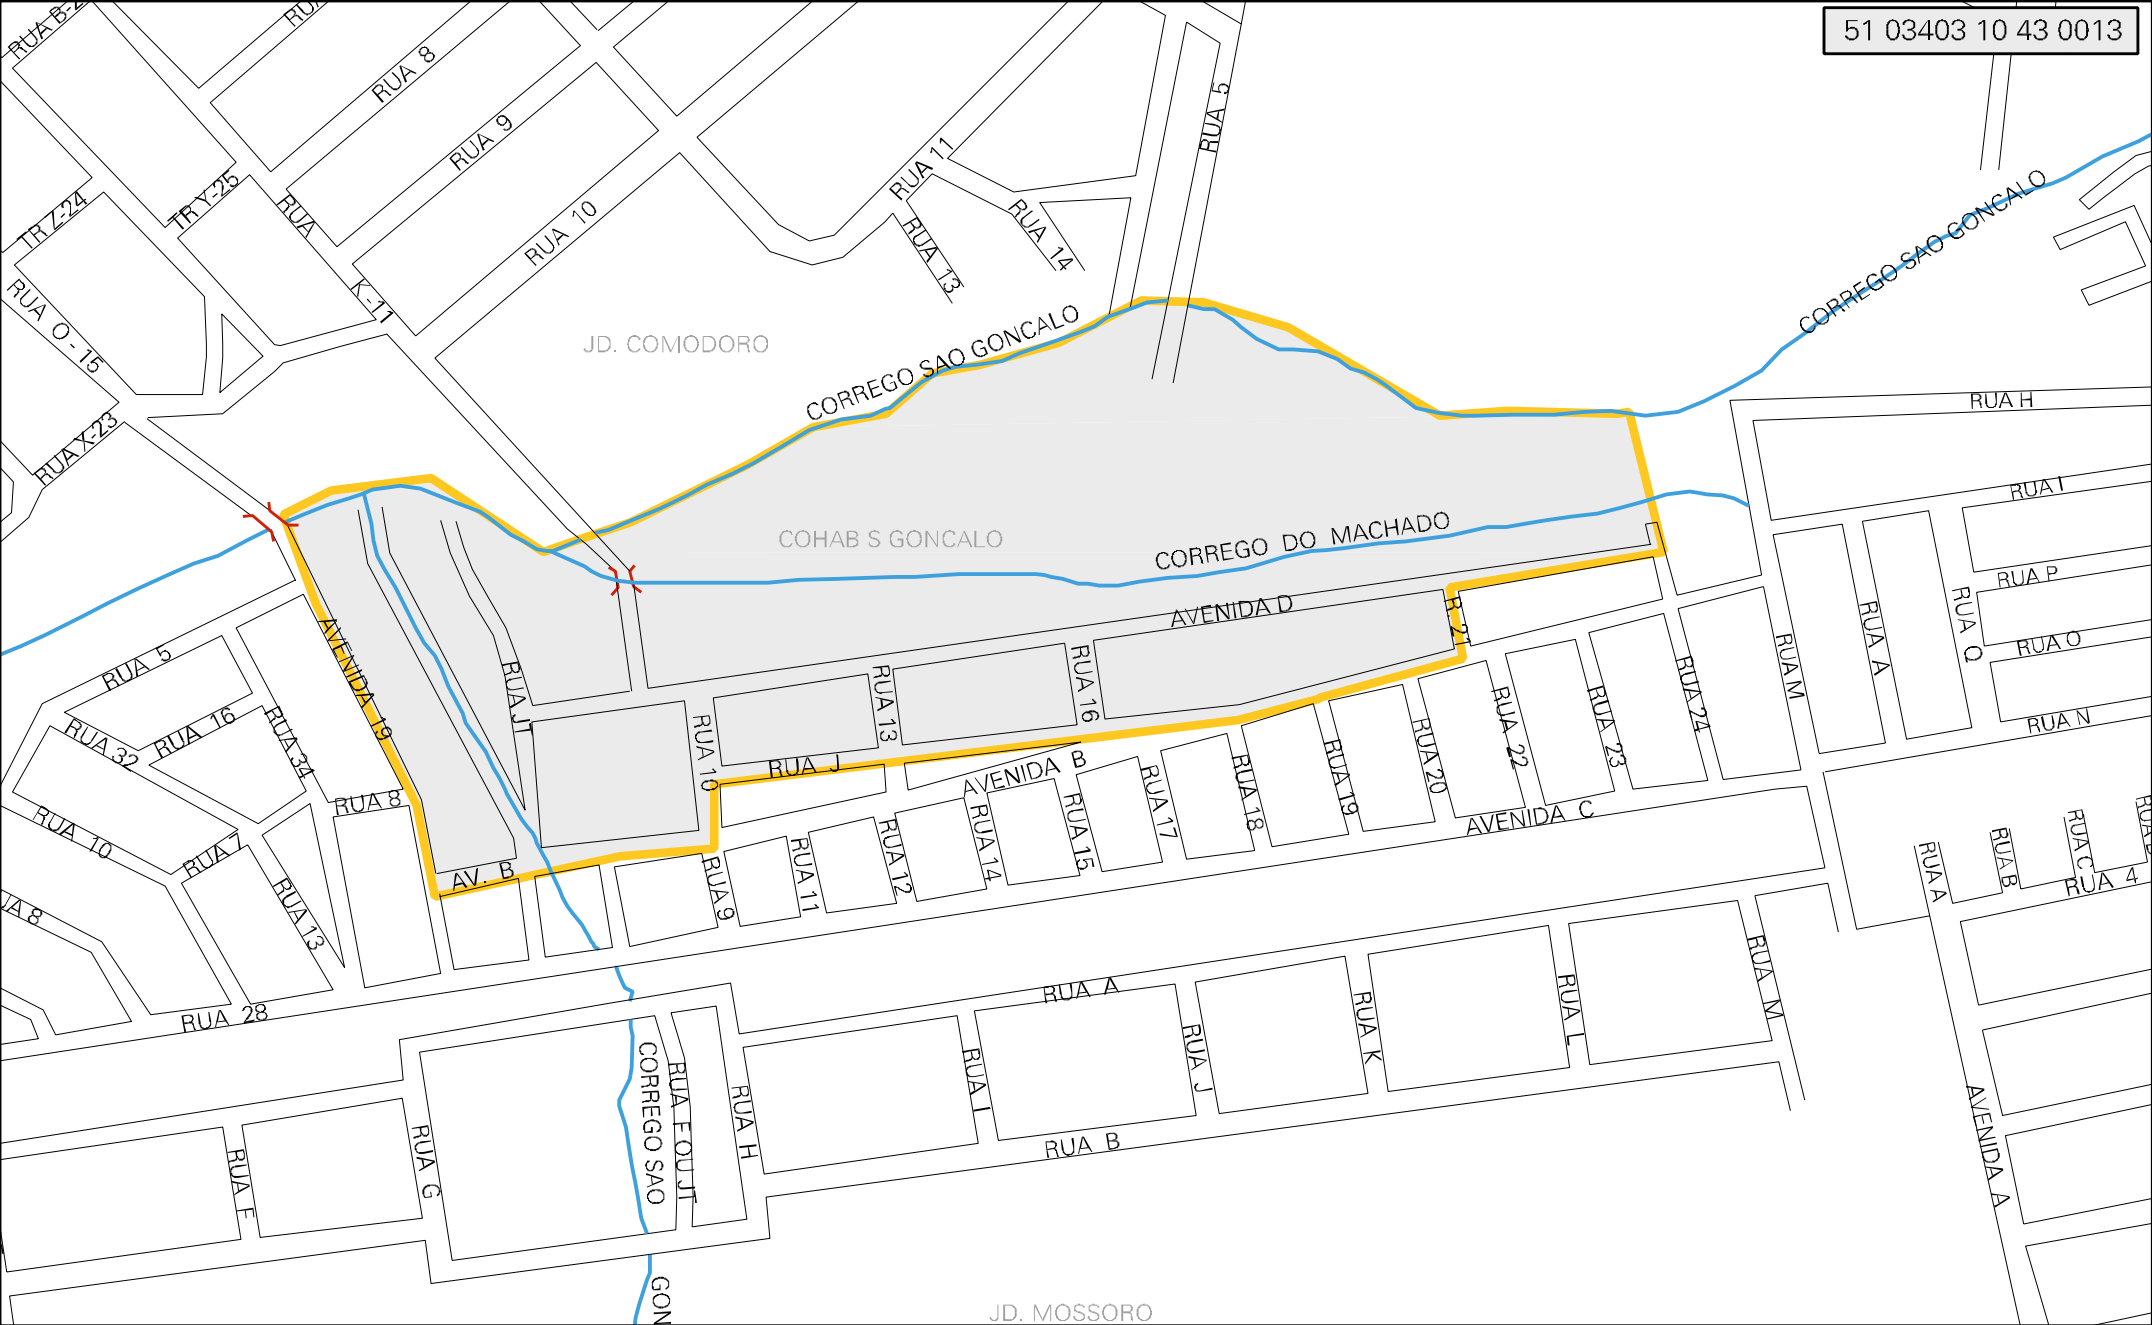 51 03403 10 43 0013
RUA B-2
RUA 8
RUA 9
RUA 10
RUA 11
RUA 5
RUA 13
RUA 14
TR Z-24
TR Y-25
RUA
K-11
RUA O-15
RUA X-23
JD. COMODORO
CORREGO SAO GONCALO
CORREGO SAO GONCALO
RUA H
RUA I
RUA P
RUA O
RUA N
RUA Q
RUA A
RUA M
COHAB S GONCALO
CORREGO DO MACHADO
AVENIDA D
R 21
AVENIDA 19
RUA JT
RUA 10
RUA 13
RUA 16
RUA J
AVENIDA B
AV. B
RUA 5
RUA 16
RUA 32
RUA 34
RUA 8
RUA 10
RUA 7
RUA 13
UA 8
RUA 28
RUA 9
RUA 11
RUA 12
RUA 14
RUA 15
RUA 17
RUA 18
RUA 19
RUA 20
RUA 22
RUA 23
RUA 24
AVENIDA C
RUA A
RUA B
RUA C
RUA 4
RUA A
RUA I
RUA J
RUA K
RUA L
RUA M
RUA B
RUA F
RUA G
RUA H
RUA E OU JT
CORREGO SAO
GON
AVENIDA A
JD. MOSSORO